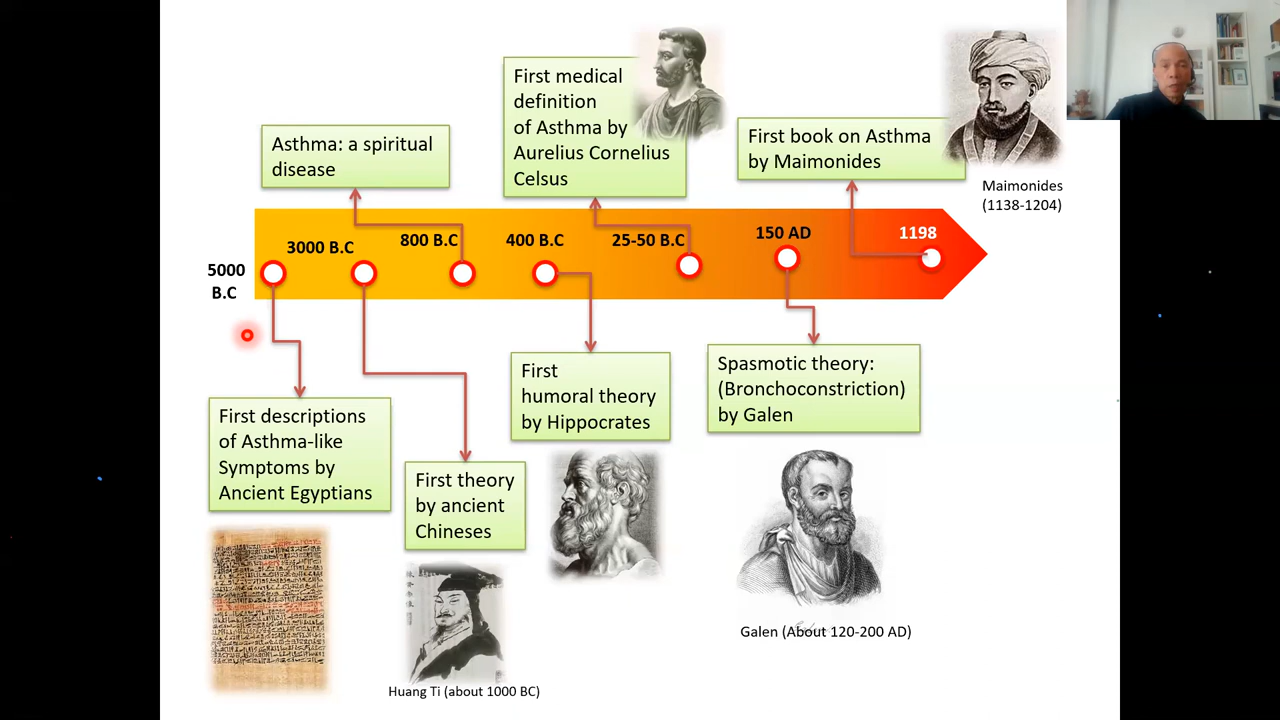 Asthma: a spiritual
disease
First medical
definition
of Asthma by
Aurelius Cornelius
Celsus
First book on Asthma
by Maimonides
Maimonides
(1138-1204)
5000
B.C
3000 B.C
800 B.C
400 B.C
25-50 B.C
150 AD
1198
First descriptions
of Asthma-like
Symptoms by
Ancient Egyptians
First theory
by ancient
Chineses
First
humoral theory
by Hippocrates
Spasmotic theory:
(Bronchoconstriction)
by Galen
Huang Ti (about 1000 BC)
Galen (About 120-200 AD)